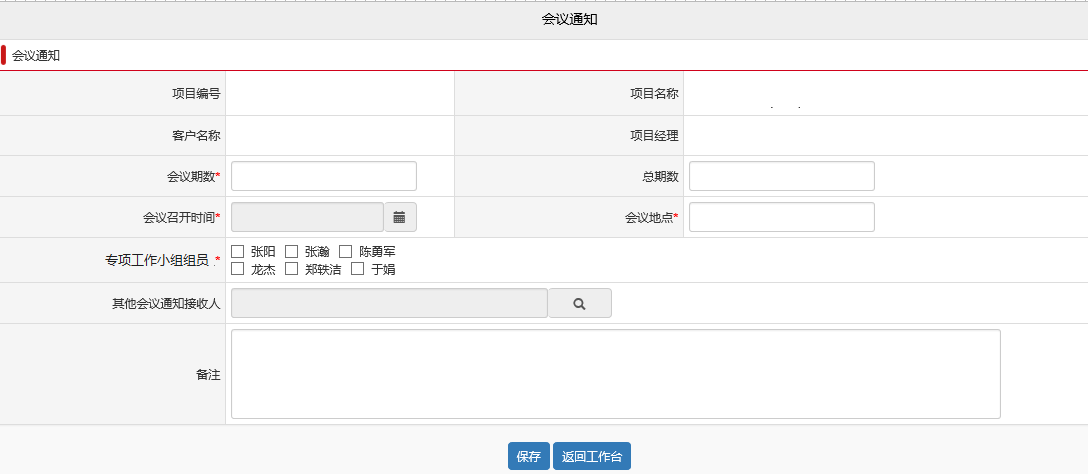 会议通知
会议通知
项目编号
项目名称
客户名称
项目经理
会议期数*
总期数
会议召开时间*
会议地点*
专项工作小组组员 *
张阳 张瀚 陈勇军
龙杰 郑轶洁 于娟
其他会议通知接收人
备注
保存 返回工作台